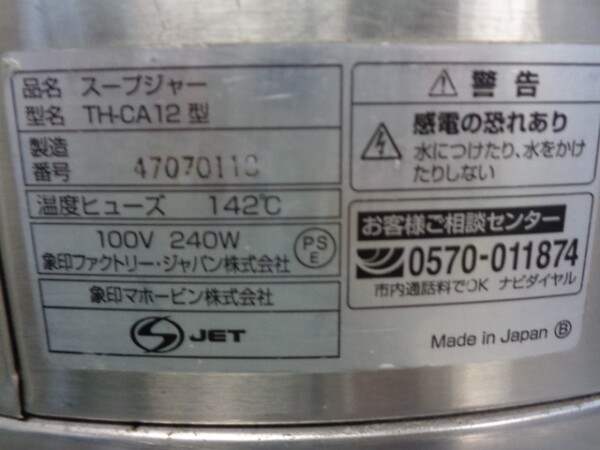 品名 スープジャー
型名 TH-CA12 型
製造番号 4707011S
温度ヒューズ 142℃
100V 240W
象印ファクトリー・ジャパン株式会社
PS
E
象印マホービン株式会社
JET
警告
感電の恐れあり
水につけたり、水をかけ
たりしない
お客様ご相談センター
0570-011874
市内通話料でOK ナビダイヤル
Made in Japan Ⓑ